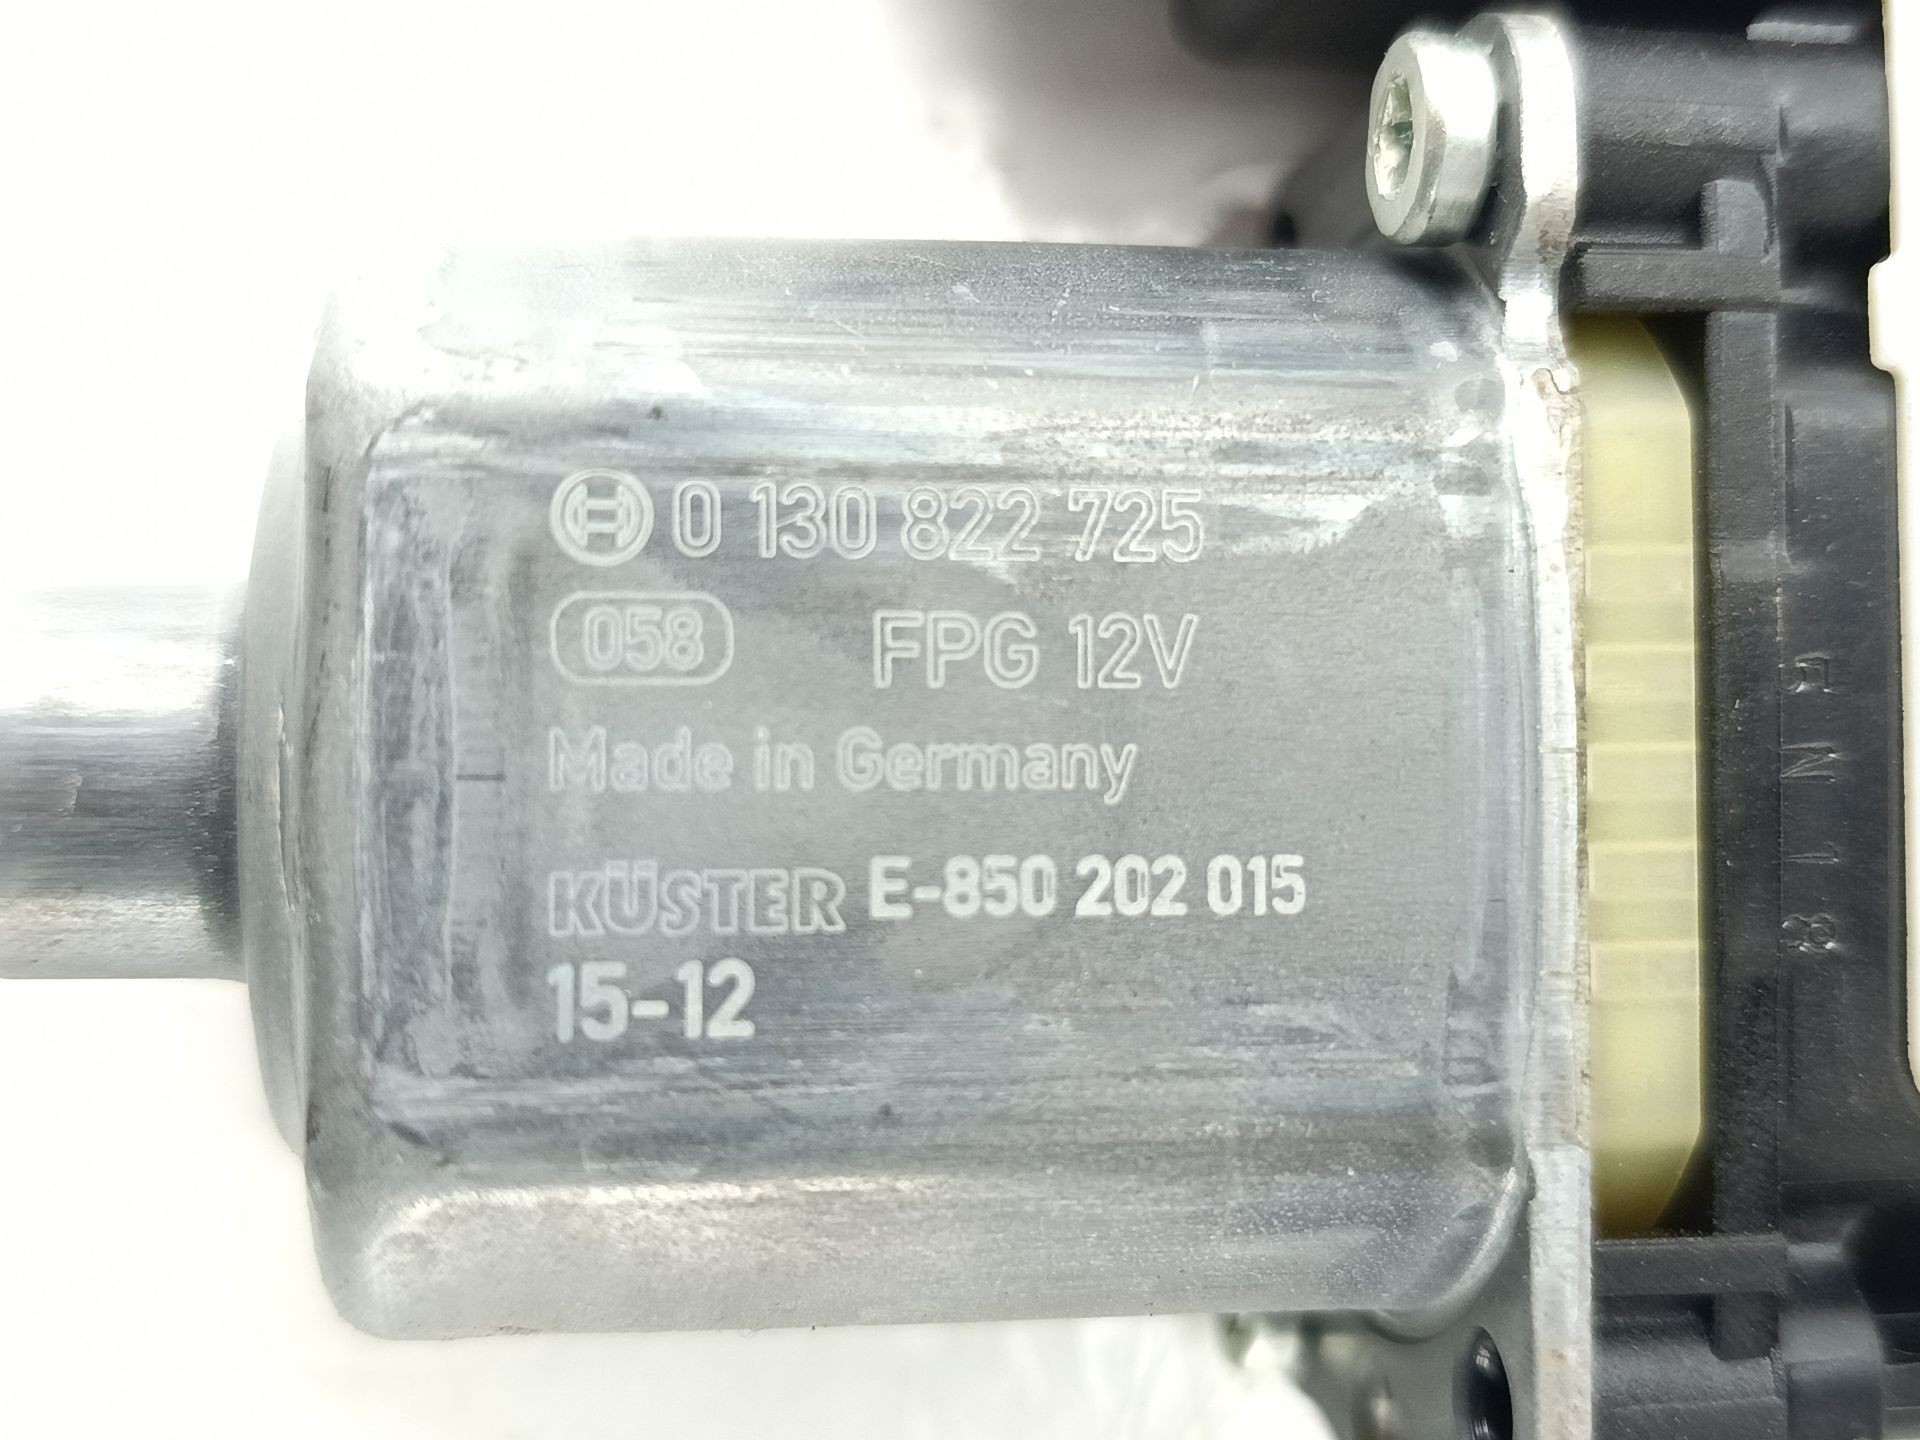 0 130 822 725
058 FPG 12V
Made in Germany
KÜSTER E-850 202 015
15-12